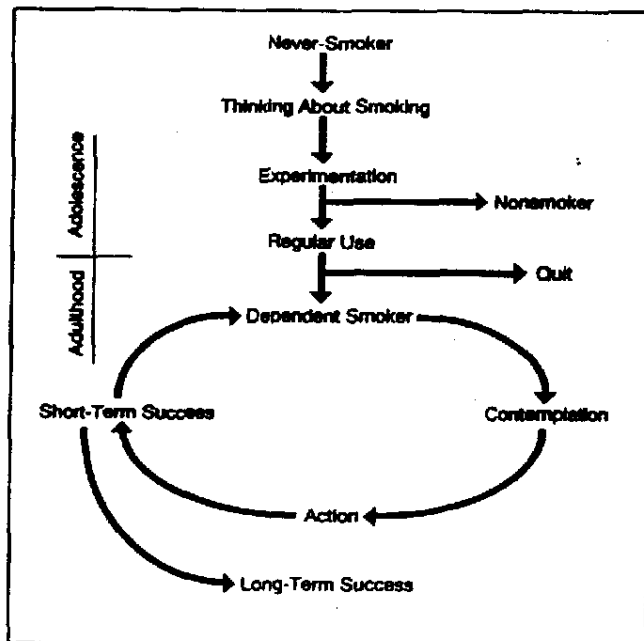 Never-Smoker
Thinking About Smoking
Experimentation
Nonsmoker
Regular Use
Quit
Dependent Smoker
Adolescence
Adulthood
Short-Term Success
Contemplation
Action
Long-Term Success